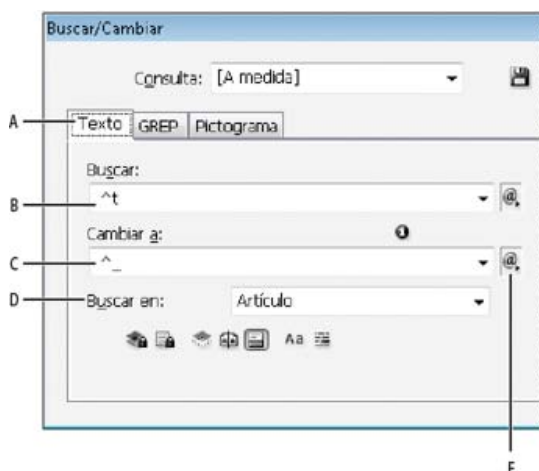 Buscar/Cambiar
Consulta: [A medida]
A
Texto GREP Pictograma
Buscar:
B ^t @
Cambiar a:
C ^_ @
D Buscar en: Artículo
Aa
E